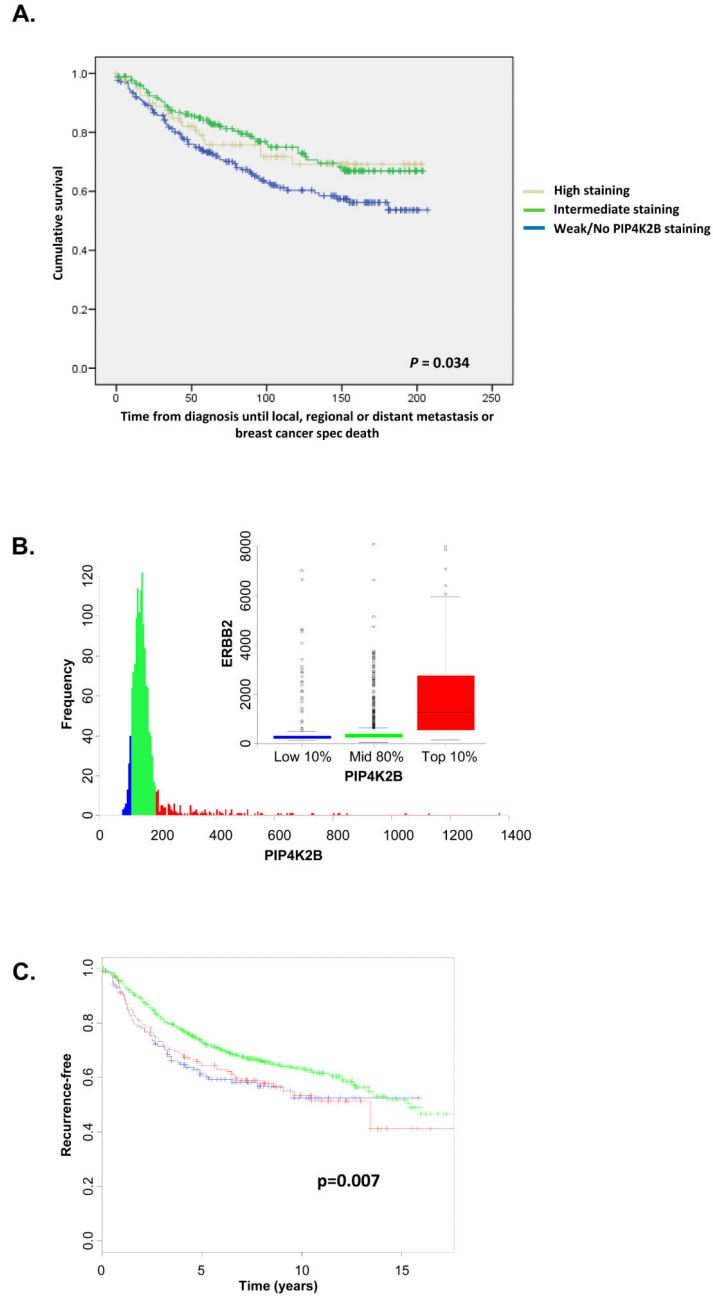 A.
1.0
0.8
0.6
0.4
0.2
0.0
Cumulative survival
P = 0.034
0 50 100 150 200 250
Time from diagnosis until local, regional or distant metastasis or
breast cancer spec death
High staining
Intermediate staining
Weak/No PIP4K2B staining
B.
Frequency
0 20 40 60 80 100 120
0 200 400 600 800 1000 1200 1400
PIP4K2B
ERBB2
0 2000 4000 6000 8000
Low 10% Mid 80% Top 10%
PIP4K2B
C.
Recurrence-free
0.0 0.2 0.4 0.6 0.8 1.0
p=0.007
0 5 10 15
Time (years)